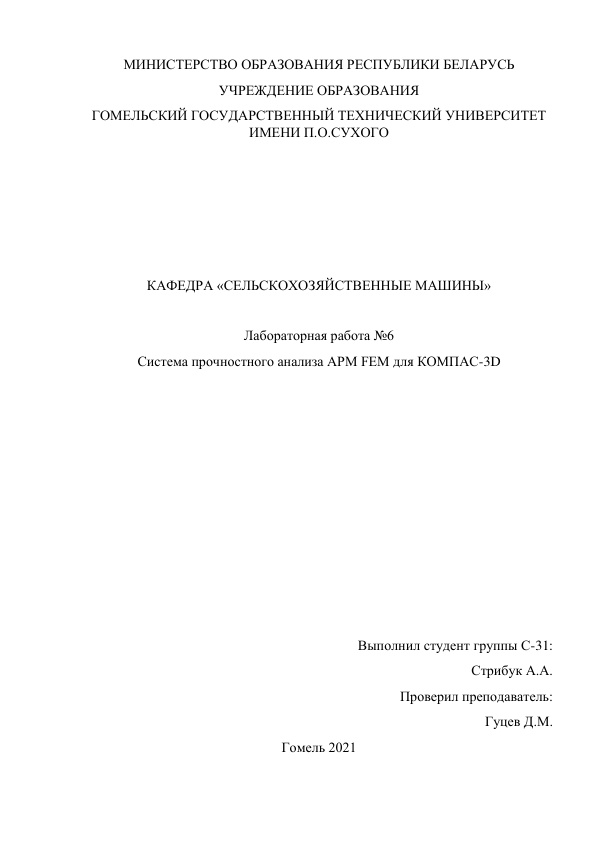 МИНИСТЕРСТВО ОБРАЗОВАНИЯ РЕСПУБЛИКИ БЕЛАРУСЬ
УЧРЕЖДЕНИЕ ОБРАЗОВАНИЯ
ГОМЕЛЬСКИЙ ГОСУДАРСТВЕННЫЙ ТЕХНИЧЕСКИЙ УНИВЕРСИТЕТ
ИМЕНИ П.О.СУХОГО
КАФЕДРА «СЕЛЬСКОХОЗЯЙСТВЕННЫЕ МАШИНЫ»
Лабораторная работа №6
Система прочностного анализа APM FEM для КОМПАС-3D
Выполнил студент группы С-31:
Стрибук А.А.
Проверил преподаватель:
Гуцев Д.М.
Гомель 2021